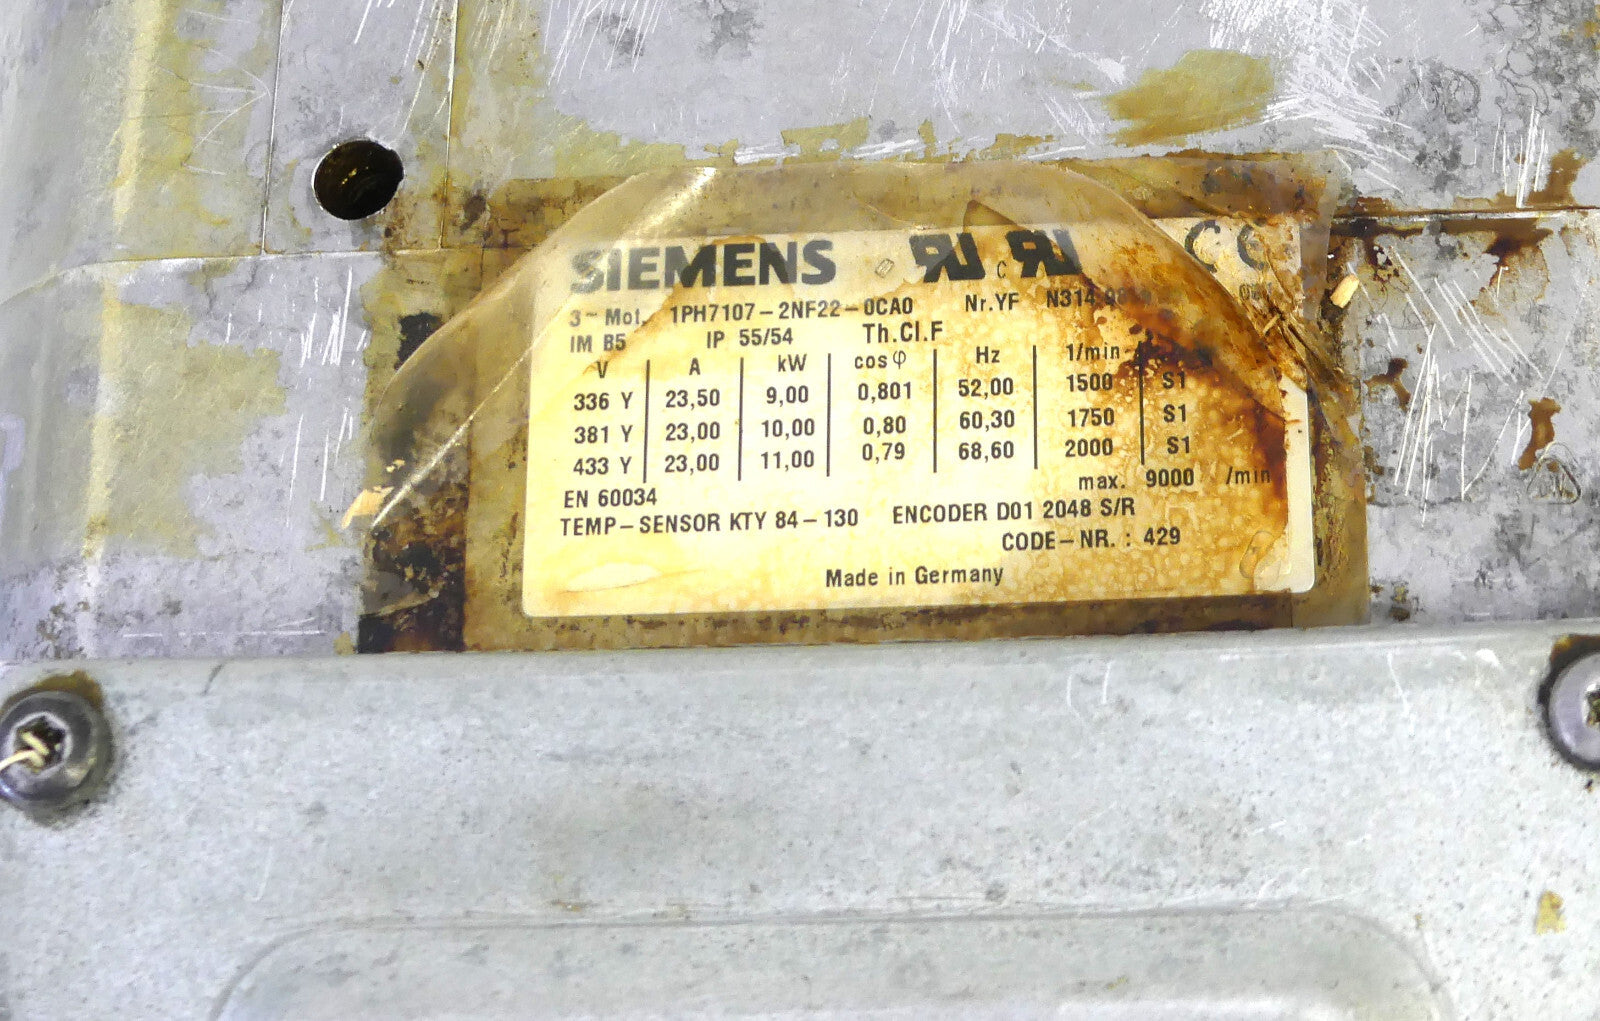 SIEMENS
3~ Mot. 1PH7107-2NF22-0CA0 Nr.YF N314
IM B5 IP 55/54 Th.Cl.F
V A kW cosφ Hz 1/min
336 Y 23,50 9,00 0,801 52,00 1500 S1
381 Y 23,00 10,00 0,80 60,30 1750 S1
433 Y 23,00 11,00 0,79 68,60 2000 S1
max. 9000 /min
EN 60034
TEMP-SENSOR KTY 84-130 ENCODER D01 2048 S/R
CODE-NR. : 429
Made in Germany